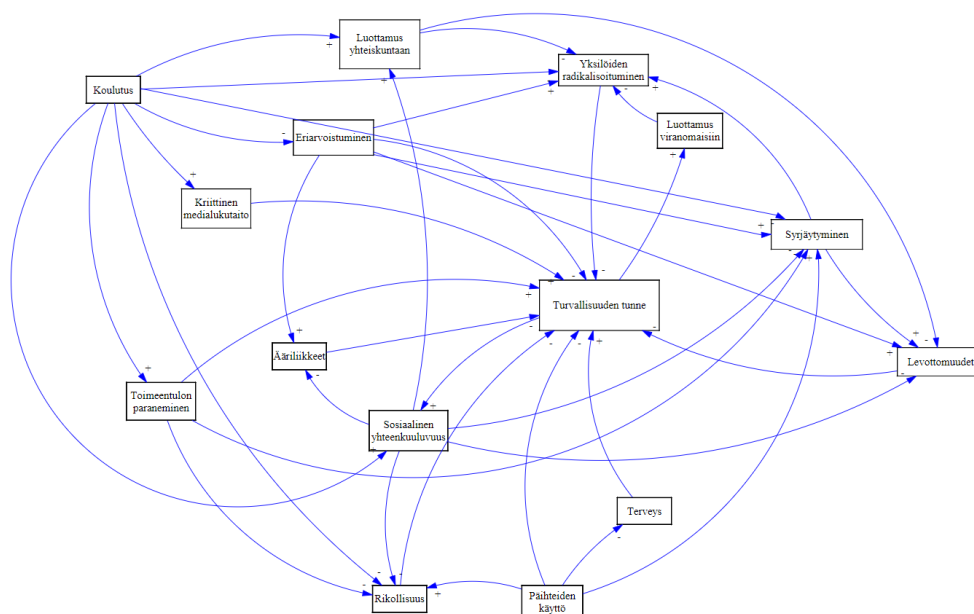 Luottamus
yhteiskuntaan
Yksilöiden
radikalisoituminen
Koulutus
Luottamus
viranomaisiin
Eriarvoistuminen
Kriittinen
medialukutaito
Syrjäytyminen
Turvallisuuden tunne
Ääriliikkeet
Levottomuudet
Toimeentulon
paraneminen
Sosiaalinen
yhteenkuuluvuus
Terveys
Rikollisuus
Päihteiden
käyttö